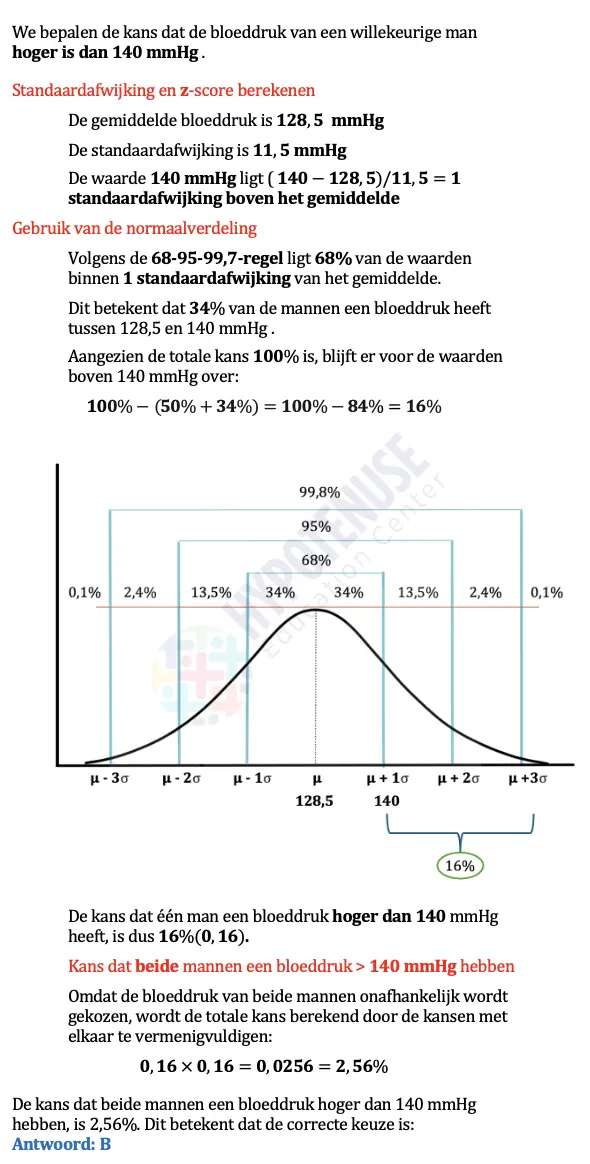 We bepalen de kans dat de bloeddruk van een willekeurige man
hoger is dan 140 mmHg .
Standaardafwijking en z-score berekenen
De gemiddelde bloeddruk is 128, 5 mmHg
De standaardafwijking is 11, 5 mmHg
De waarde 140 mmHg ligt ( 140 − 128, 5)/11, 5 = 1
standaardafwijking boven het gemiddelde
Gebruik van de normaalverdeling
Volgens de 68-95-99,7-regel ligt 68% van de waarden
binnen 1 standaardafwijking van het gemiddelde.
Dit betekent dat 34% van de mannen een bloeddruk heeft
tussen 128,5 en 140 mmHg .
Aangezien de totale kans 100% is, blijft er voor de waarden
boven 140 mmHg over:
100% − (50% + 34%) = 100% − 84% = 16%
99,8%
95%
68%
0,1% 2,4% 13,5% 34% 34% 13,5% 2,4% 0,1%
HYPOTENUSE
Education Center
μ - 3σ μ - 2σ μ - 1σ μ μ + 1σ μ + 2σ μ +3σ
128,5 140
16%
De kans dat één man een bloeddruk hoger dan 140 mmHg
heeft, is dus 16%(0, 16).
Kans dat beide mannen een bloeddruk > 140 mmHg hebben
Omdat de bloeddruk van beide mannen onafhankelijk wordt
gekozen, wordt de totale kans berekend door de kansen met
elkaar te vermenigvuldigen:
0, 16 × 0, 16 = 0, 0256 = 2, 56%
De kans dat beide mannen een bloeddruk hoger dan 140 mmHg
hebben, is 2,56%. Dit betekent dat de correcte keuze is:
Antwoord: B